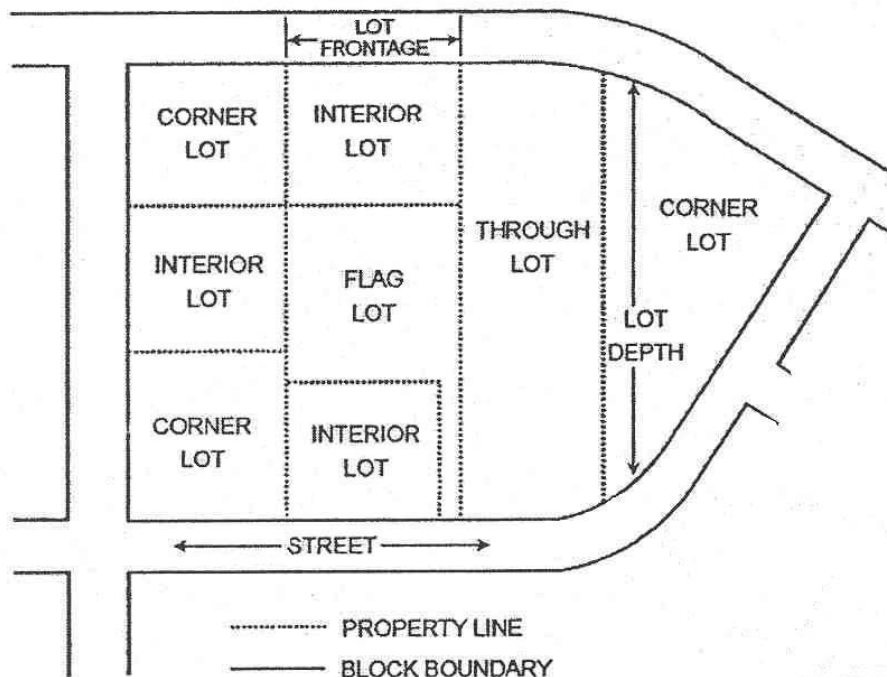 LOT
FRONTAGE
CORNER
LOT
INTERIOR
LOT
THROUGH
LOT
CORNER
LOT
INTERIOR
LOT
FLAG
LOT
LOT
DEPTH
CORNER
LOT
INTERIOR
LOT
STREET
PROPERTY LINE
BLOCK BOUNDARY